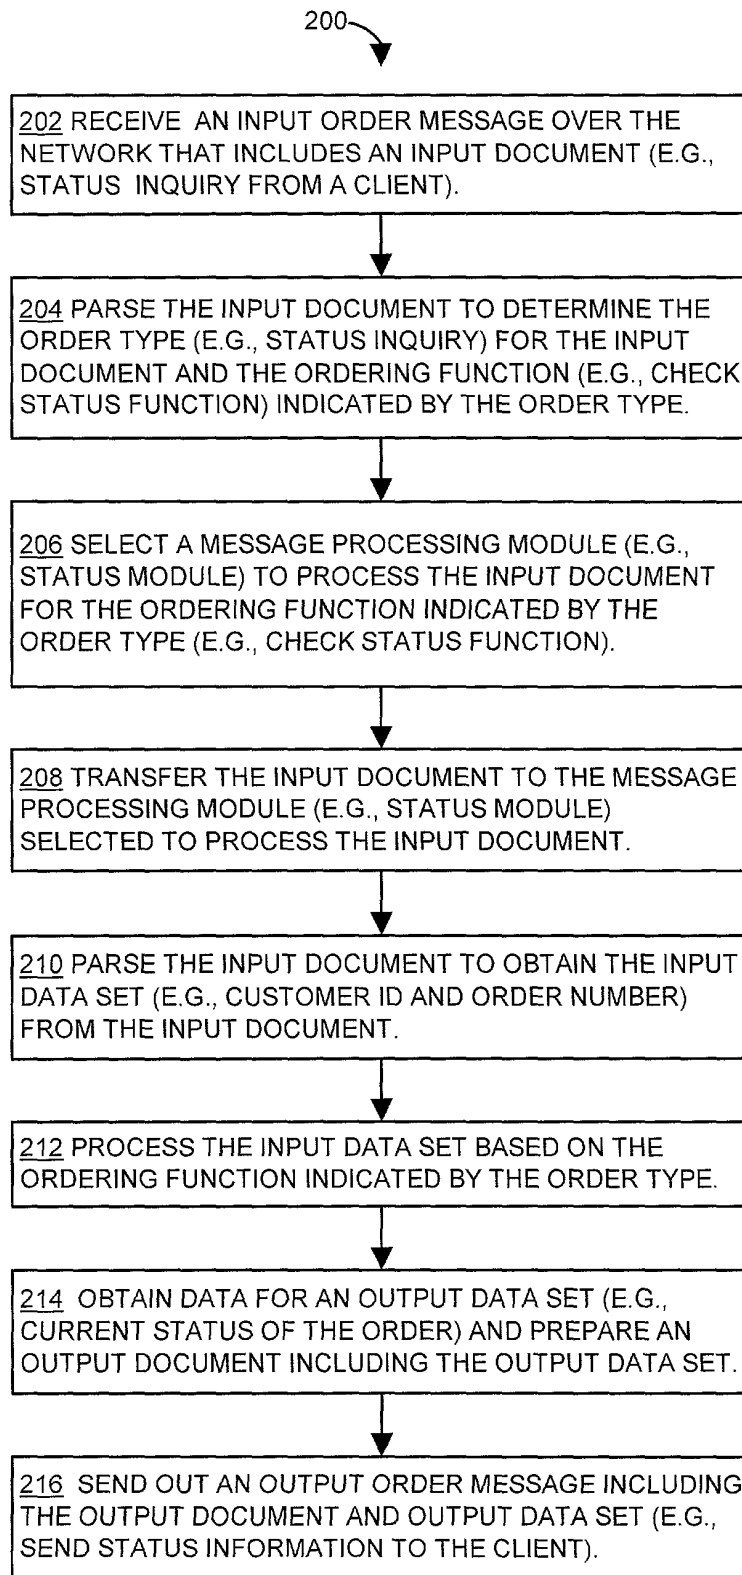 200
202 RECEIVE AN INPUT ORDER MESSAGE OVER THE
NETWORK THAT INCLUDES AN INPUT DOCUMENT (E.G.,
STATUS INQUIRY FROM A CLIENT).
204 PARSE THE INPUT DOCUMENT TO DETERMINE THE
ORDER TYPE (E.G., STATUS INQUIRY) FOR THE INPUT
DOCUMENT AND THE ORDERING FUNCTION (E.G., CHECK
STATUS FUNCTION) INDICATED BY THE ORDER TYPE.
206 SELECT A MESSAGE PROCESSING MODULE (E.G.,
STATUS MODULE) TO PROCESS THE INPUT DOCUMENT
FOR THE ORDERING FUNCTION INDICATED BY THE
ORDER TYPE (E.G., CHECK STATUS FUNCTION).
208 TRANSFER THE INPUT DOCUMENT TO THE MESSAGE
PROCESSING MODULE (E.G., STATUS MODULE)
SELECTED TO PROCESS THE INPUT DOCUMENT.
210 PARSE THE INPUT DOCUMENT TO OBTAIN THE INPUT
DATA SET (E.G., CUSTOMER ID AND ORDER NUMBER)
FROM THE INPUT DOCUMENT.
212 PROCESS THE INPUT DATA SET BASED ON THE
ORDERING FUNCTION INDICATED BY THE ORDER TYPE.
214 OBTAIN DATA FOR AN OUTPUT DATA SET (E.G.,
CURRENT STATUS OF THE ORDER) AND PREPARE AN
OUTPUT DOCUMENT INCLUDING THE OUTPUT DATA SET.
216 SEND OUT AN OUTPUT ORDER MESSAGE INCLUDING
THE OUTPUT DOCUMENT AND OUTPUT DATA SET (E.G.,
SEND STATUS INFORMATION TO THE CLIENT).